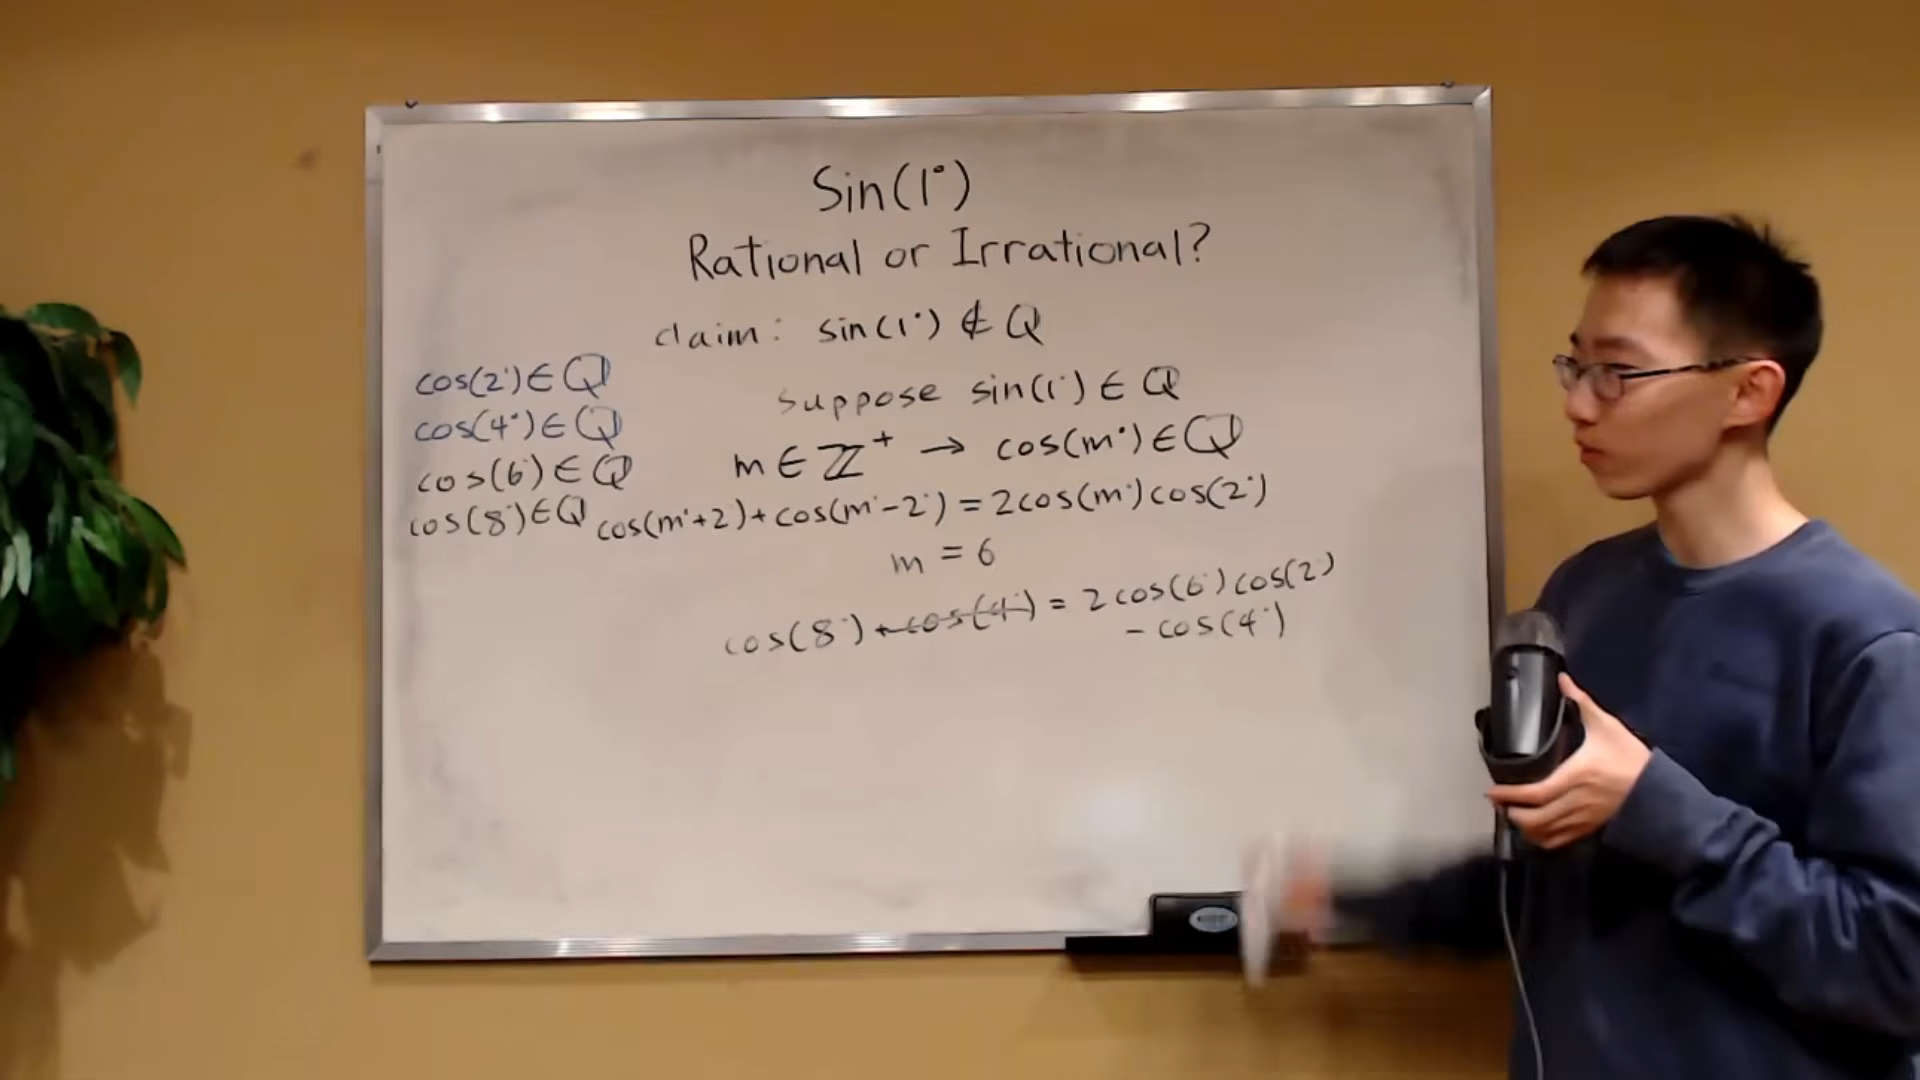 Sin(1°)
Rational or Irrational?
claim: sin(1°) ∉ Q
cos(2°) ∈ Q
cos(4°) ∈ Q
cos(6°) ∈ Q
cos(8°) ∈ Q
suppose sin(1°) ∈ Q
m ∈ Z⁺ → cos(m°) ∈ Q
cos(m°+2°) + cos(m°-2°) = 2cos(m°)cos(2°)
m = 6
cos(8°) + cos(4°) = 2cos(6°)cos(2°)
- cos(4°)